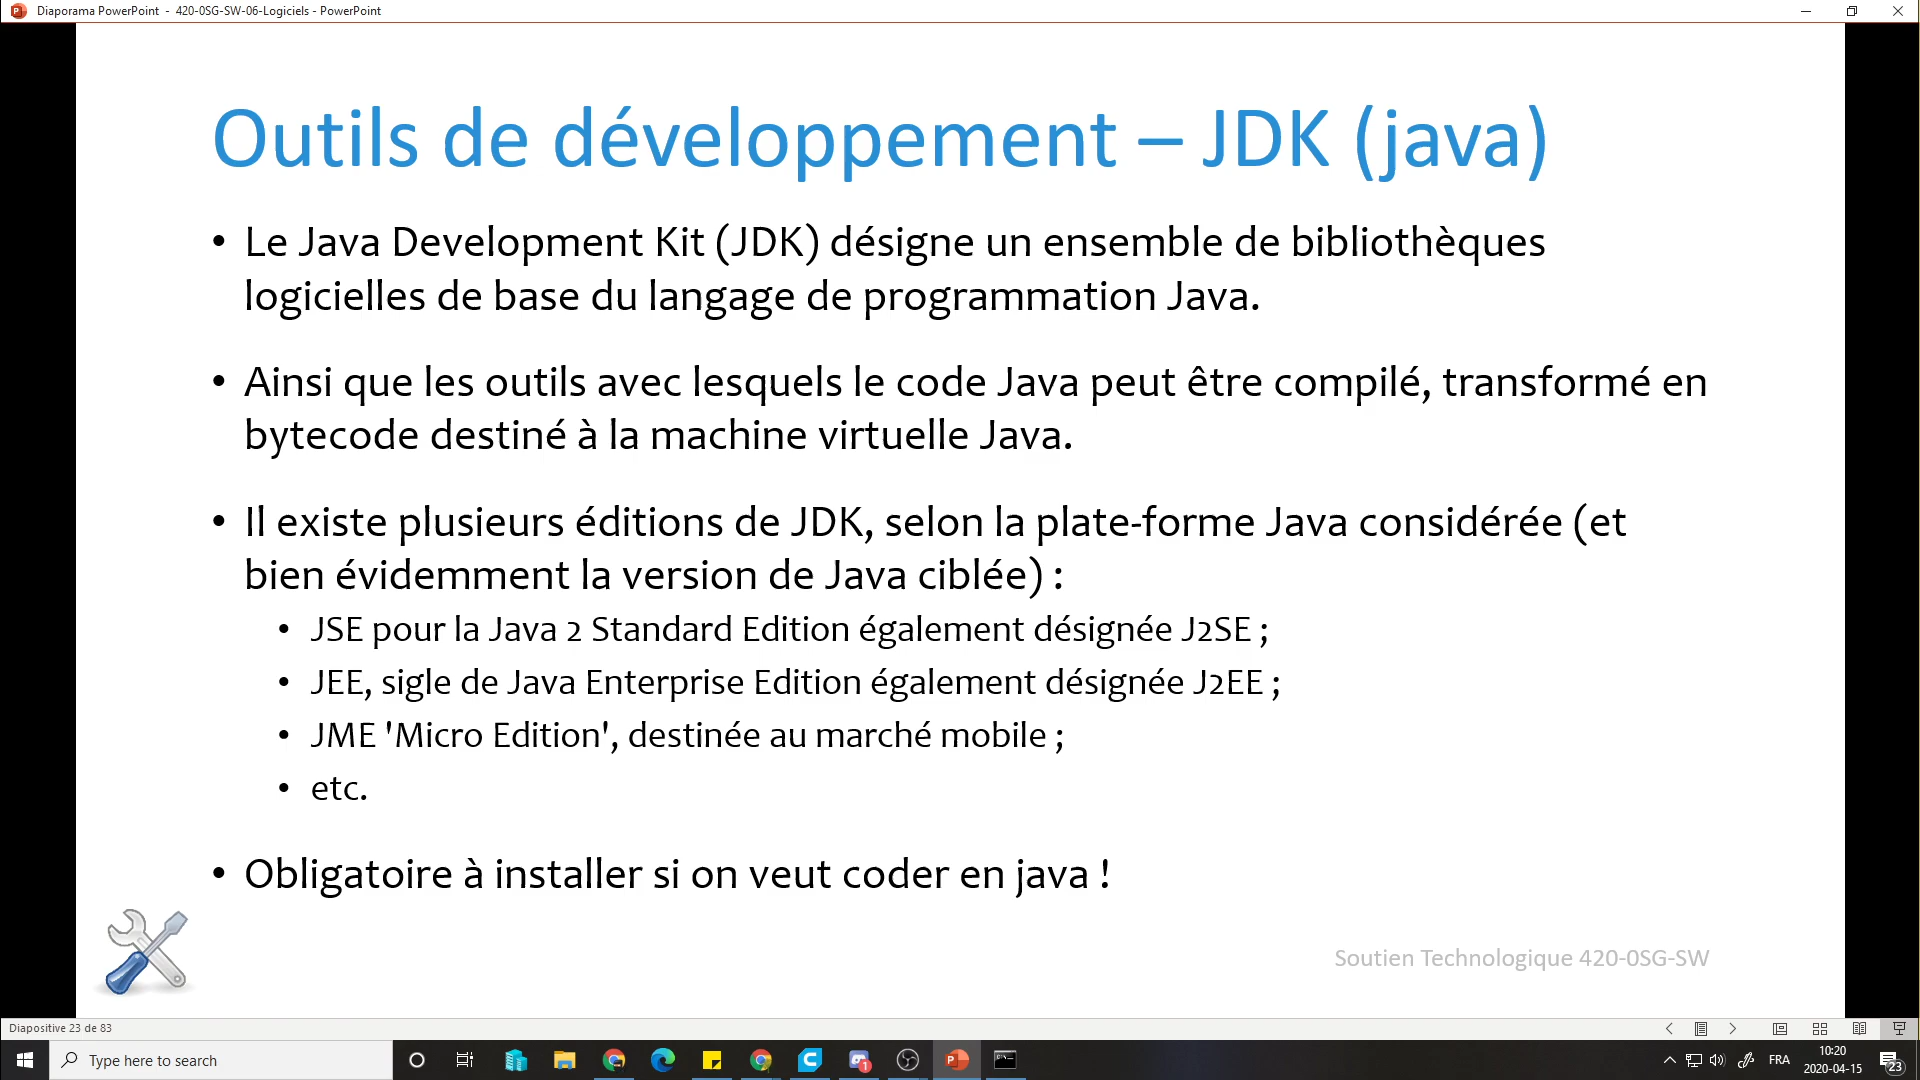 Diaporama PowerPoint - 420-0SG-SW-06-Logiciels - PowerPoint
Outils de développement – JDK (java)
• Le Java Development Kit (JDK) désigne un ensemble de bibliothèques
logicielles de base du langage de programmation Java.
• Ainsi que les outils avec lesquels le code Java peut être compilé, transformé en
bytecode destiné à la machine virtuelle Java.
• Il existe plusieurs éditions de JDK, selon la plate-forme Java considérée (et
bien évidemment la version de Java ciblée) :
• JSE pour la Java 2 Standard Edition également désignée J2SE ;
• JEE, sigle de Java Enterprise Edition également désignée J2EE ;
• JME 'Micro Edition', destinée au marché mobile ;
• etc.
• Obligatoire à installer si on veut coder en java !
Soutien Technologique 420-0SG-SW
Diapositive 23 de 83
Type here to search
1
FRA
10:20
2020-04-15
23